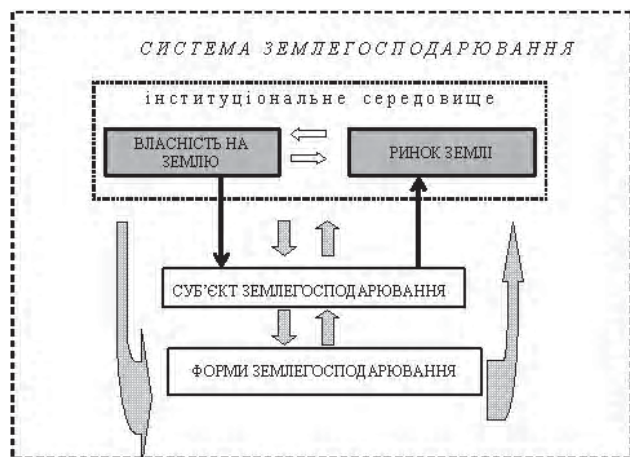 СИСТЕМА ЗЕМЛЕГОСПОДАРЮВАННЯ
інституціональне середовище
ВЛАСНІСТЬ НА
ЗЕМЛЮ
РИНОК ЗЕМЛІ
СУБ’ЄКТ ЗЕМЛЕГОСПОДАРЮВАННЯ
ФОРМИ ЗЕМЛЕГОСПОДАРЮВАННЯ